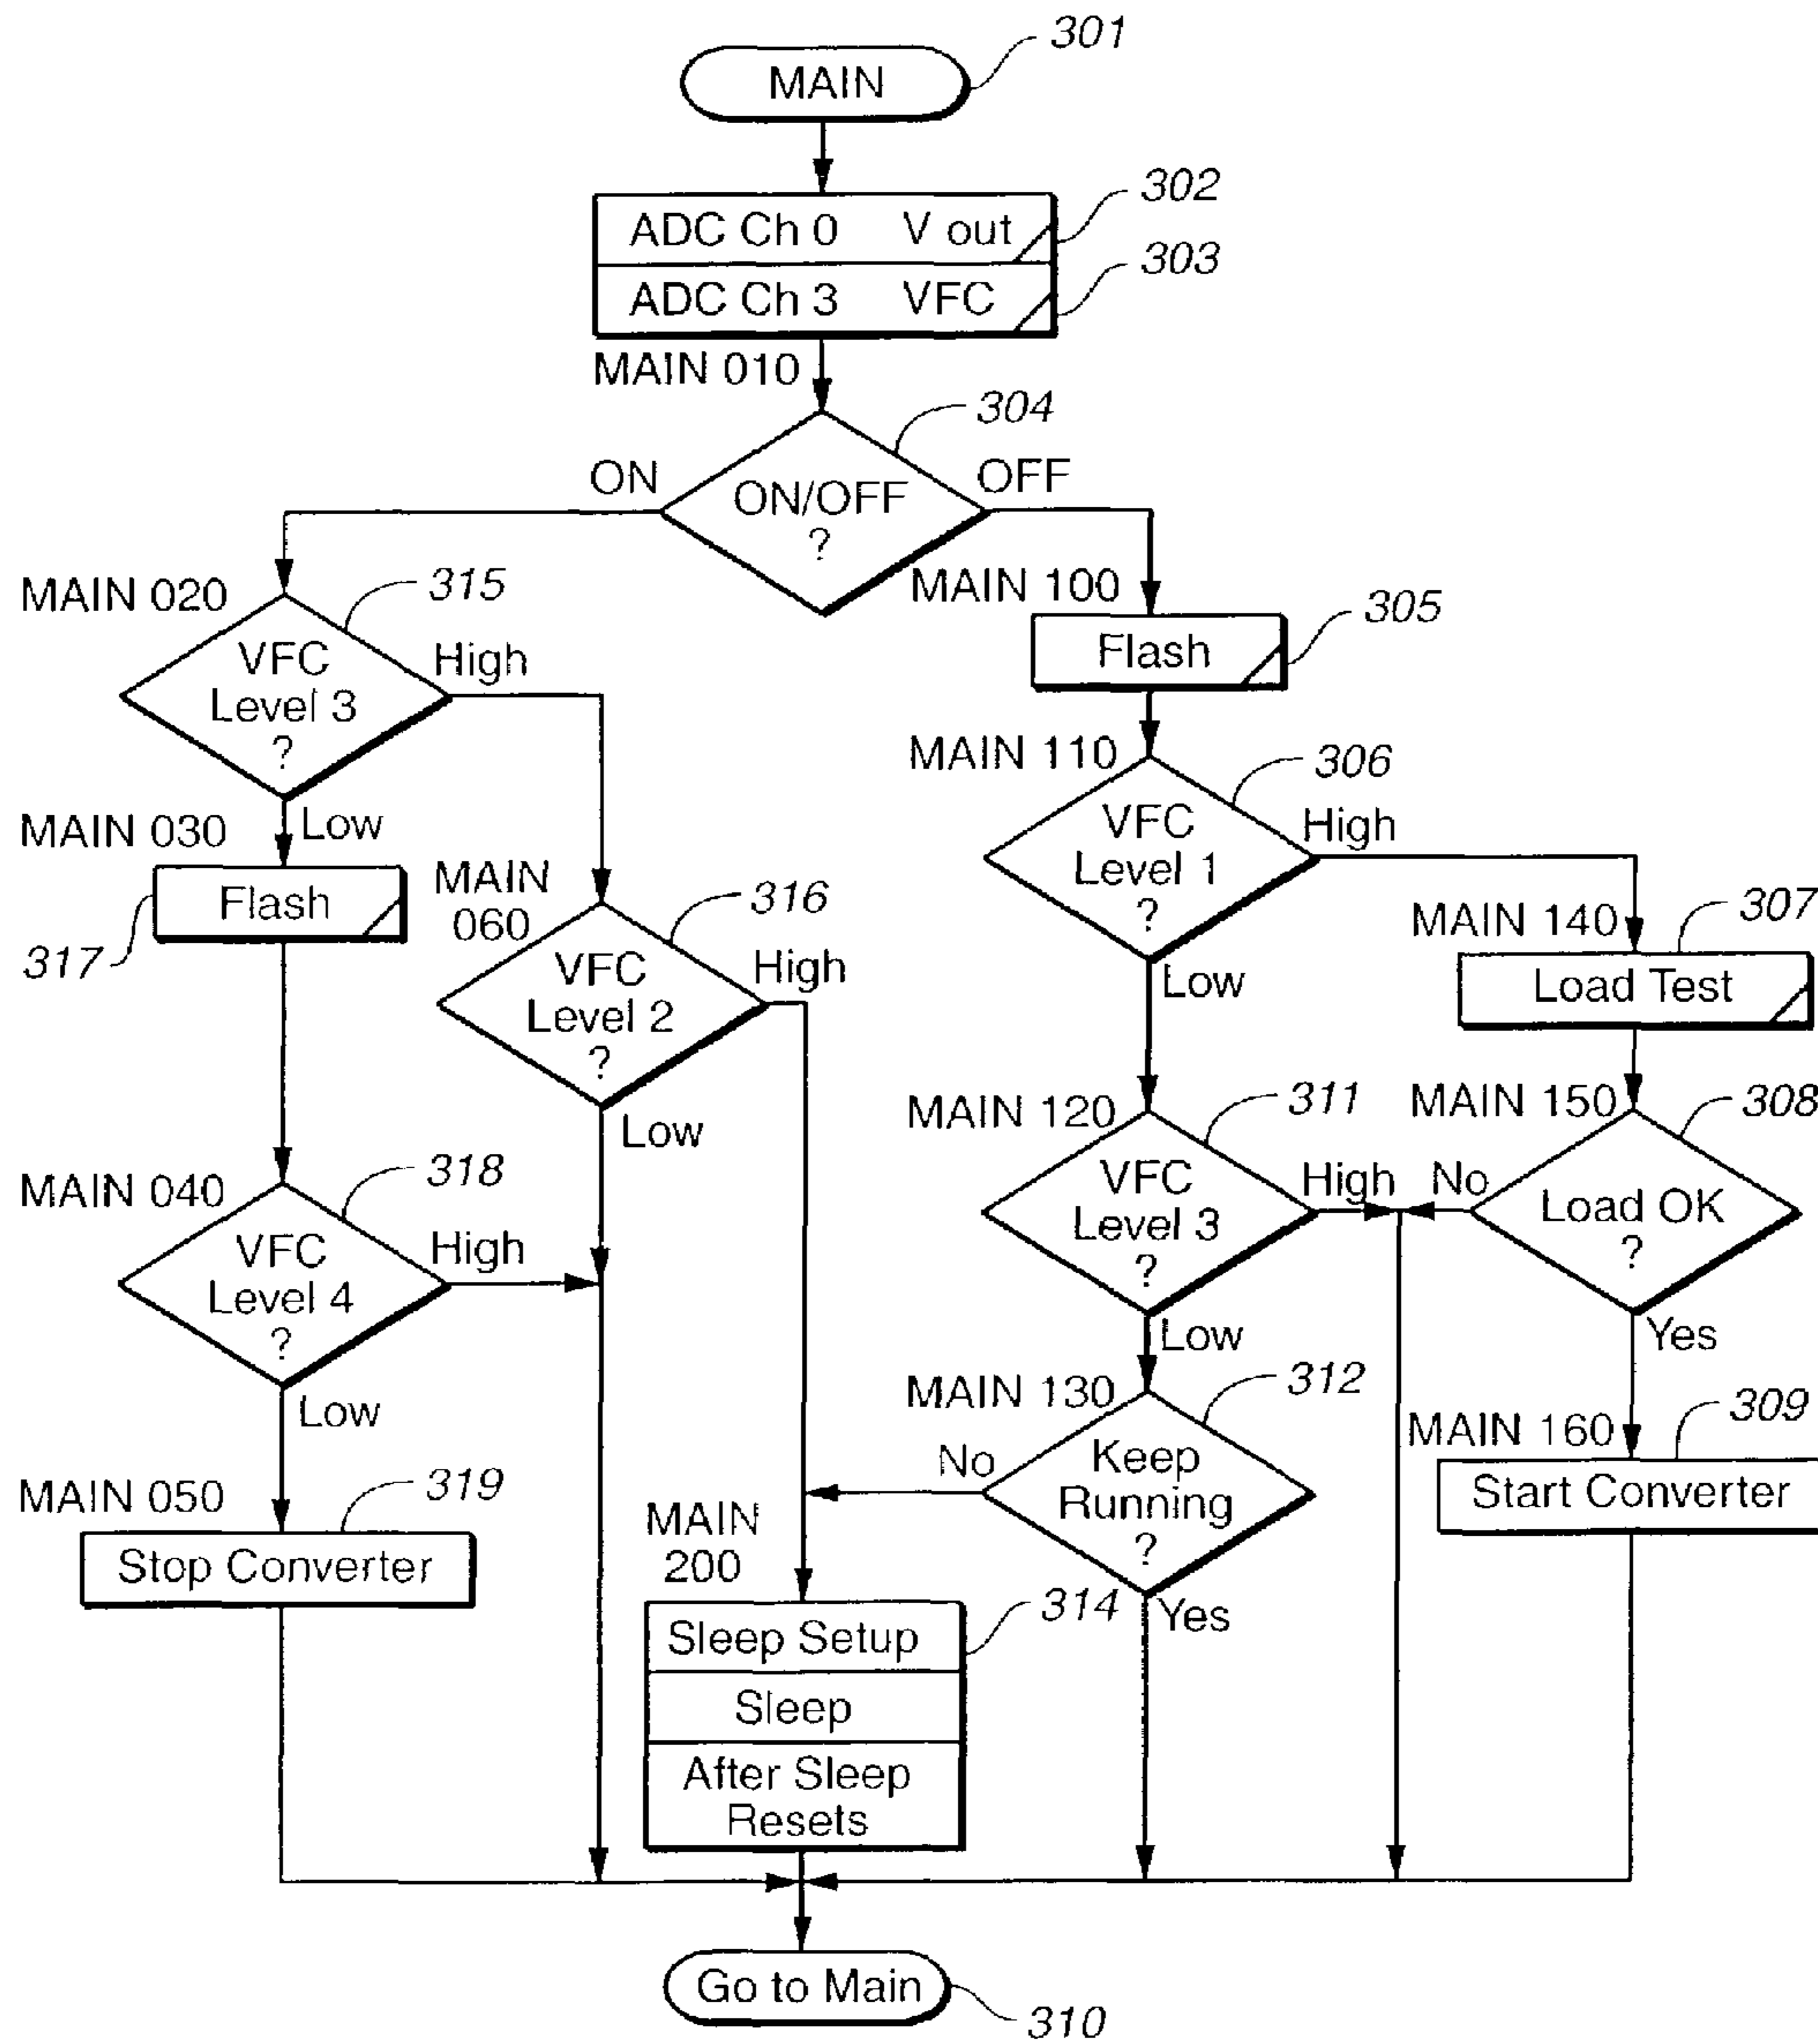 301
MAIN
302
ADC Ch 0 V out
303
ADC Ch 3 VFC
MAIN 010
304
ON
OFF
ON/OFF
?
MAIN 020
315
MAIN 100
305
VFC
Level 3
?
High
Flash
MAIN 110
306
Low
MAIN 030
VFC
Level 1
?
High
Flash
317
MAIN
060
316
MAIN 140
307
VFC
Level 2
?
High
Low
Load Test
Low
MAIN 120
311
MAIN 150
308
MAIN 040
318
VFC
Level 3
?
High
No
Load OK
?
VFC
Level 4
?
High
Low
Yes
MAIN 130
312
Low
MAIN 160
309
No
Keep
Running
?
Start Converter
MAIN 050
319
MAIN
200
Stop Converter
314
Yes
Sleep Setup
Sleep
After Sleep
Resets
Go to Main
310